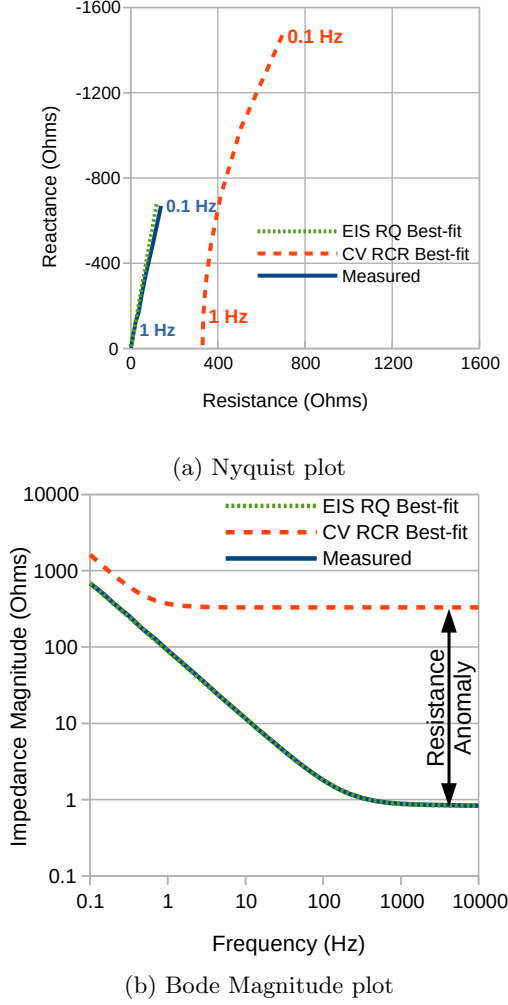 -1600
-1200
-800
-400
0
Reactance (Ohms)
0.1 Hz
0.1 Hz
1 Hz
1 Hz
EIS RQ Best-fit
CV RCR Best-fit
Measured
0 400 800 1200 1600
Resistance (Ohms)
(a) Nyquist plot
10000
1000
100
10
1
0.1
Impedance Magnitude (Ohms)
EIS RQ Best-fit
CV RCR Best-fit
Measured
Resistance
Anomaly
0.1 1 10 100 1000 10000
Frequency (Hz)
(b) Bode Magnitude plot